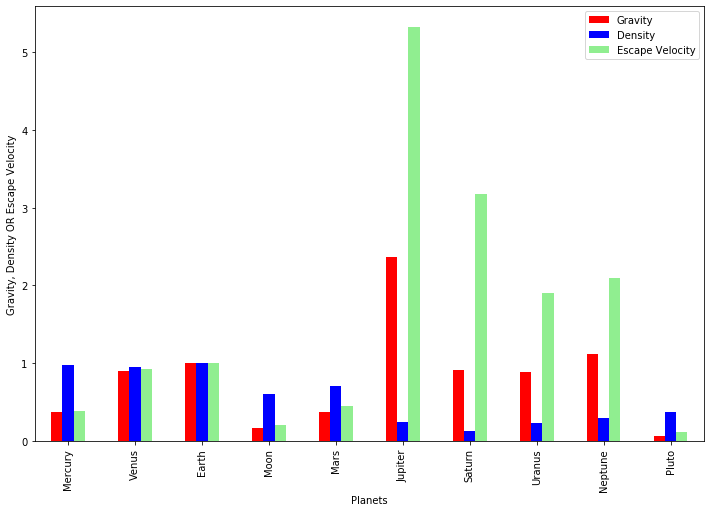 Gravity
Density
Escape Velocity
Gravity, Density OR Escape Velocity
5
4
3
2
1
0
Mercury
Venus
Earth
Moon
Mars
Jupiter
Saturn
Uranus
Neptune
Pluto
Planets